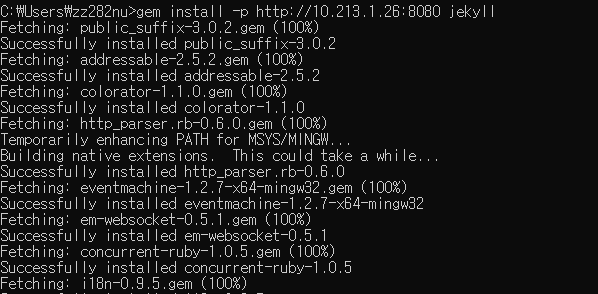 C:₩Users₩zz282nu>gem install -p http://10.213.1.26:8080 jekyll
Fetching: public_suffix-3.0.2.gem (100%)
Successfully installed public_suffix-3.0.2
Fetching: addressable-2.5.2.gem (100%)
Successfully installed addressable-2.5.2
Fetching: colorator-1.1.0.gem (100%)
Successfully installed colorator-1.1.0
Fetching: http_parser.rb-0.6.0.gem (100%)
Temporarily enhancing PATH for MSYS/MINGW...
Building native extensions.  This could take a while...
Successfully installed http_parser.rb-0.6.0
Fetching: eventmachine-1.2.7-x64-mingw32.gem (100%)
Successfully installed eventmachine-1.2.7-x64-mingw32
Fetching: em-websocket-0.5.1.gem (100%)
Successfully installed em-websocket-0.5.1
Fetching: concurrent-ruby-1.0.5.gem (100%)
Successfully installed concurrent-ruby-1.0.5
Fetching: i18n-0.9.5.gem (100%)